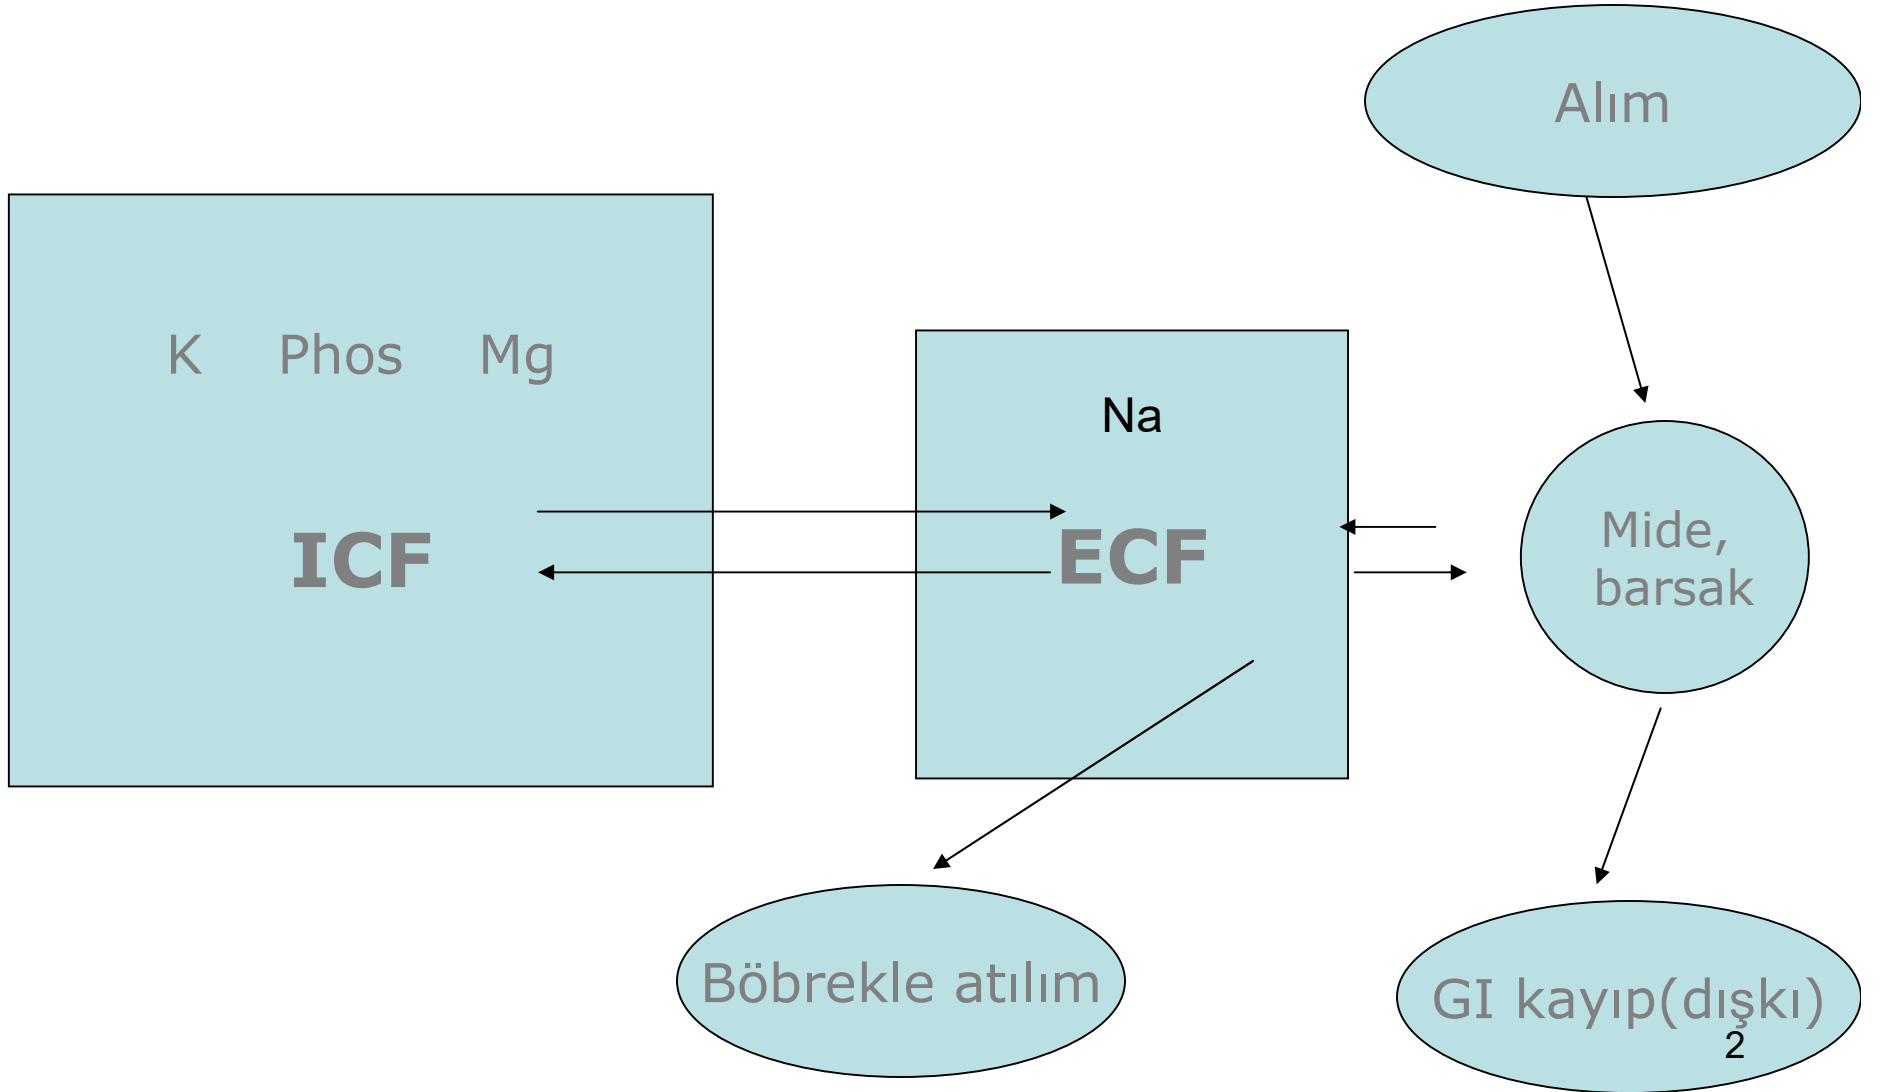 Alım
K Phos Mg
Na
ICF
ECF
Mide,
barsak
Böbrekle atılım
GI kayıp(dışkı)
2